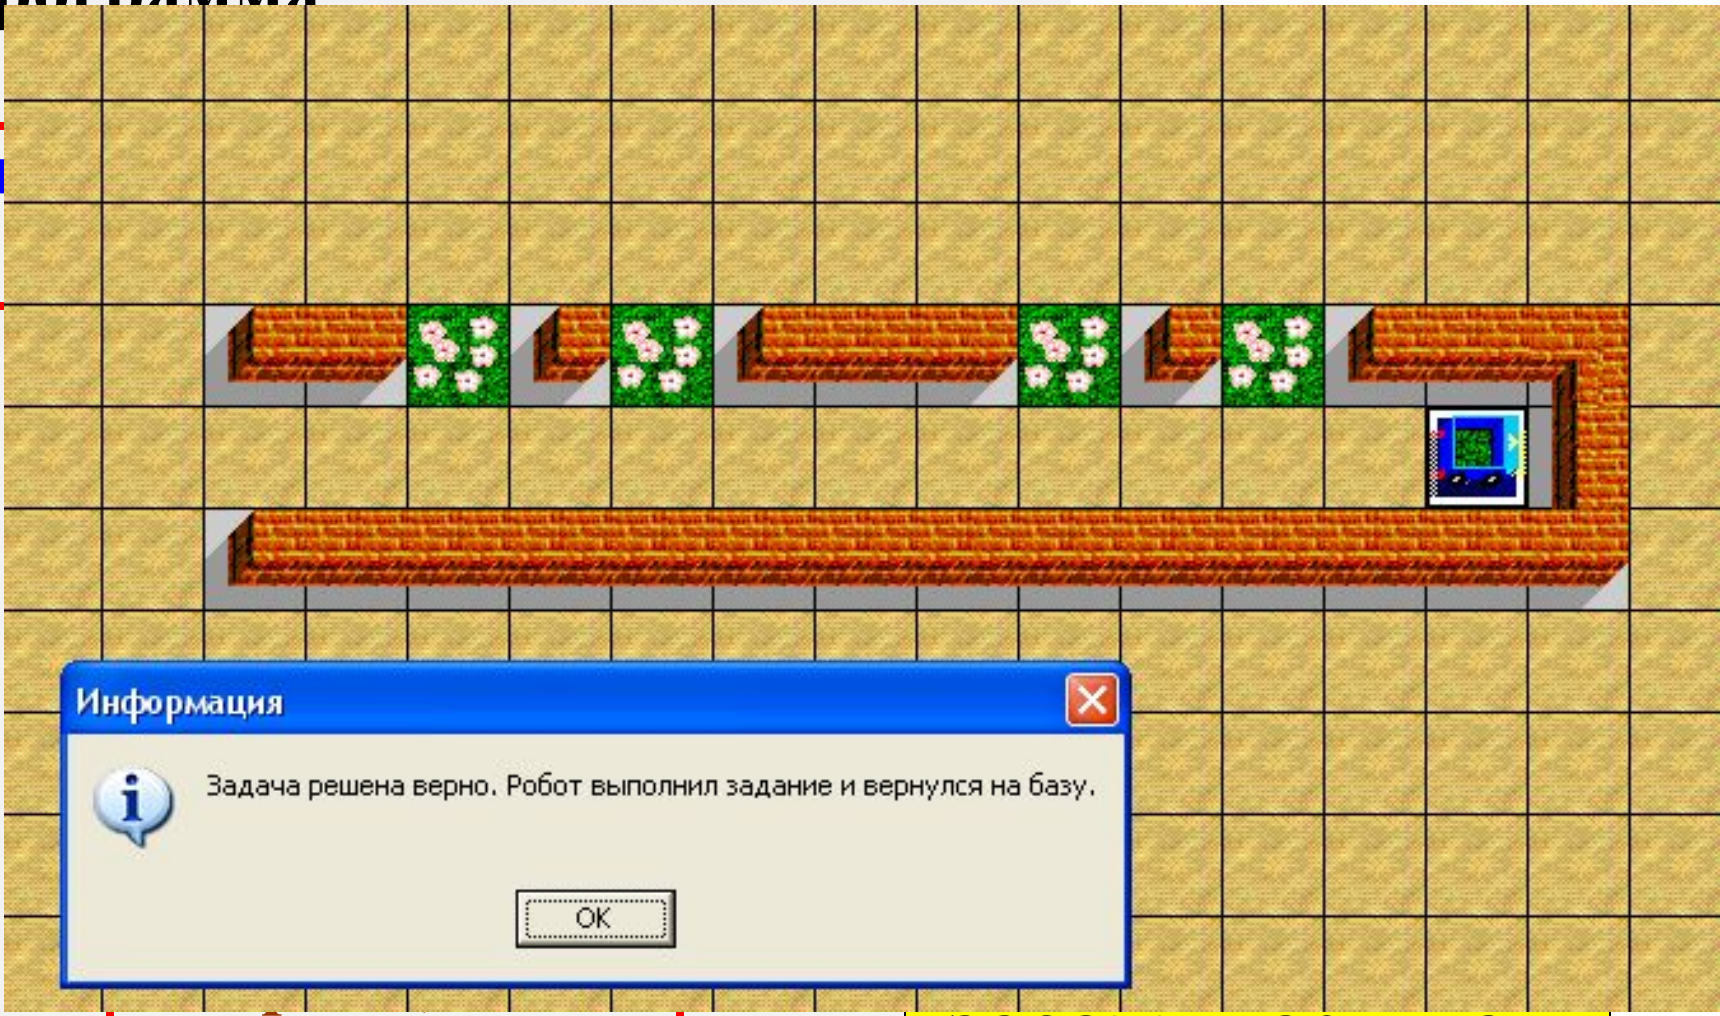 Информация
Задача решена верно. Робот выполнил задание и вернулся на базу.
OK